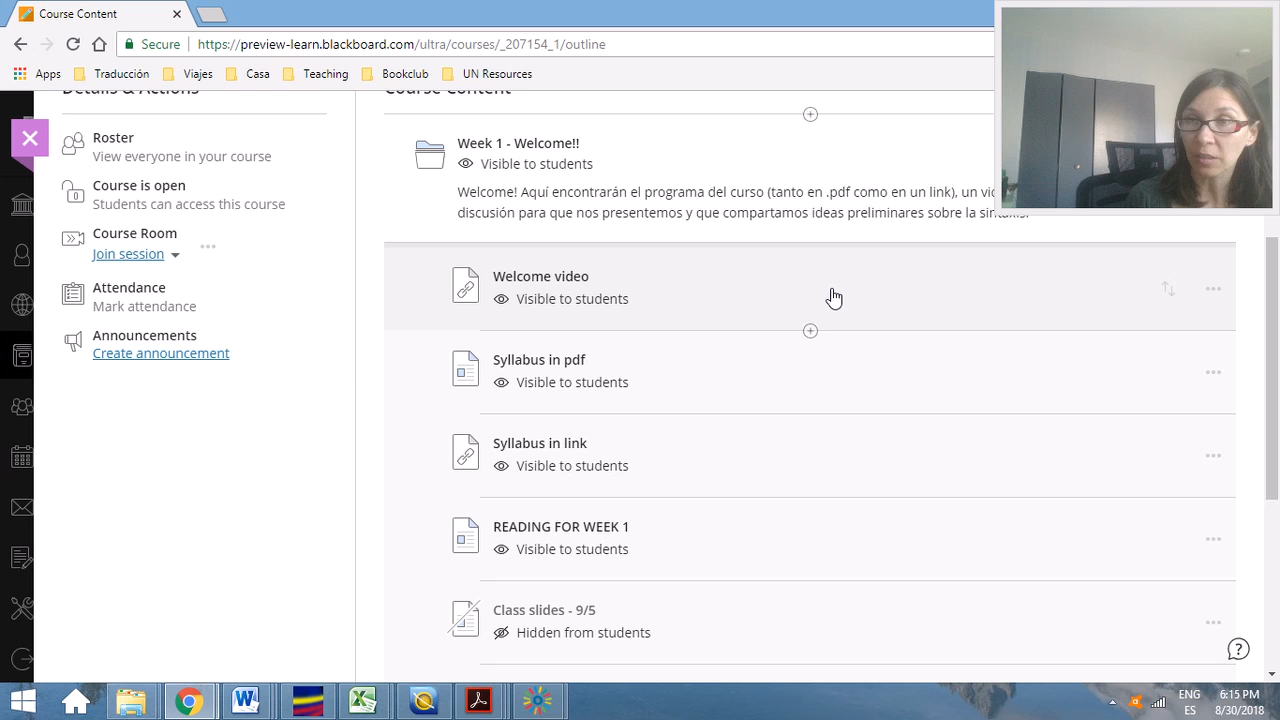 Course Content
Secure
https://preview-learn.blackboard.com/ultra/courses/_207154_1/outline
Apps
Traducción
Viajes
Casa
Teaching
Bookclub
UN Resources
Details & Actions
Roster
View everyone in your course
Course is open
Students can access this course
Course Room
Join session
Attendance
Mark attendance
Announcements
Create announcement
Course Content
Week 1 - Welcome!!
Visible to students
Welcome! Aquí encontrarán el programa del curso (tanto en .pdf como en un link), un
discusión para que nos presentemos y que compartamos ideas preliminares sobre la sintaxis.
Welcome video
Visible to students
Syllabus in pdf
Visible to students
Syllabus in link
Visible to students
READING FOR WEEK 1
Visible to students
Class slides - 9/5
Hidden from students
ENG
ES
6:15 PM
8/30/2018